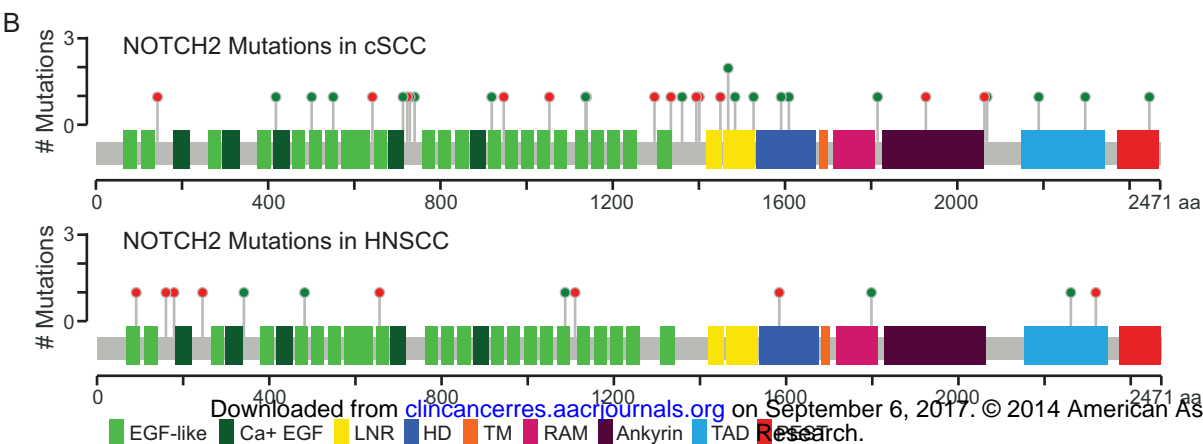 B
NOTCH2 Mutations in cSCC
# Mutations
3
0
0 400 800 1200 1600 2000 2471 aa
NOTCH2 Mutations in HNSCC
# Mutations
3
0
0 400 800 1200 1600 2000 2471 aa
Downloaded from clincancerres.aacrjournals.org on September 6, 2017. © 2014 American As
EGF-like Ca+ EGF LNR HD TM RAM Ankyrin TAD
Research.